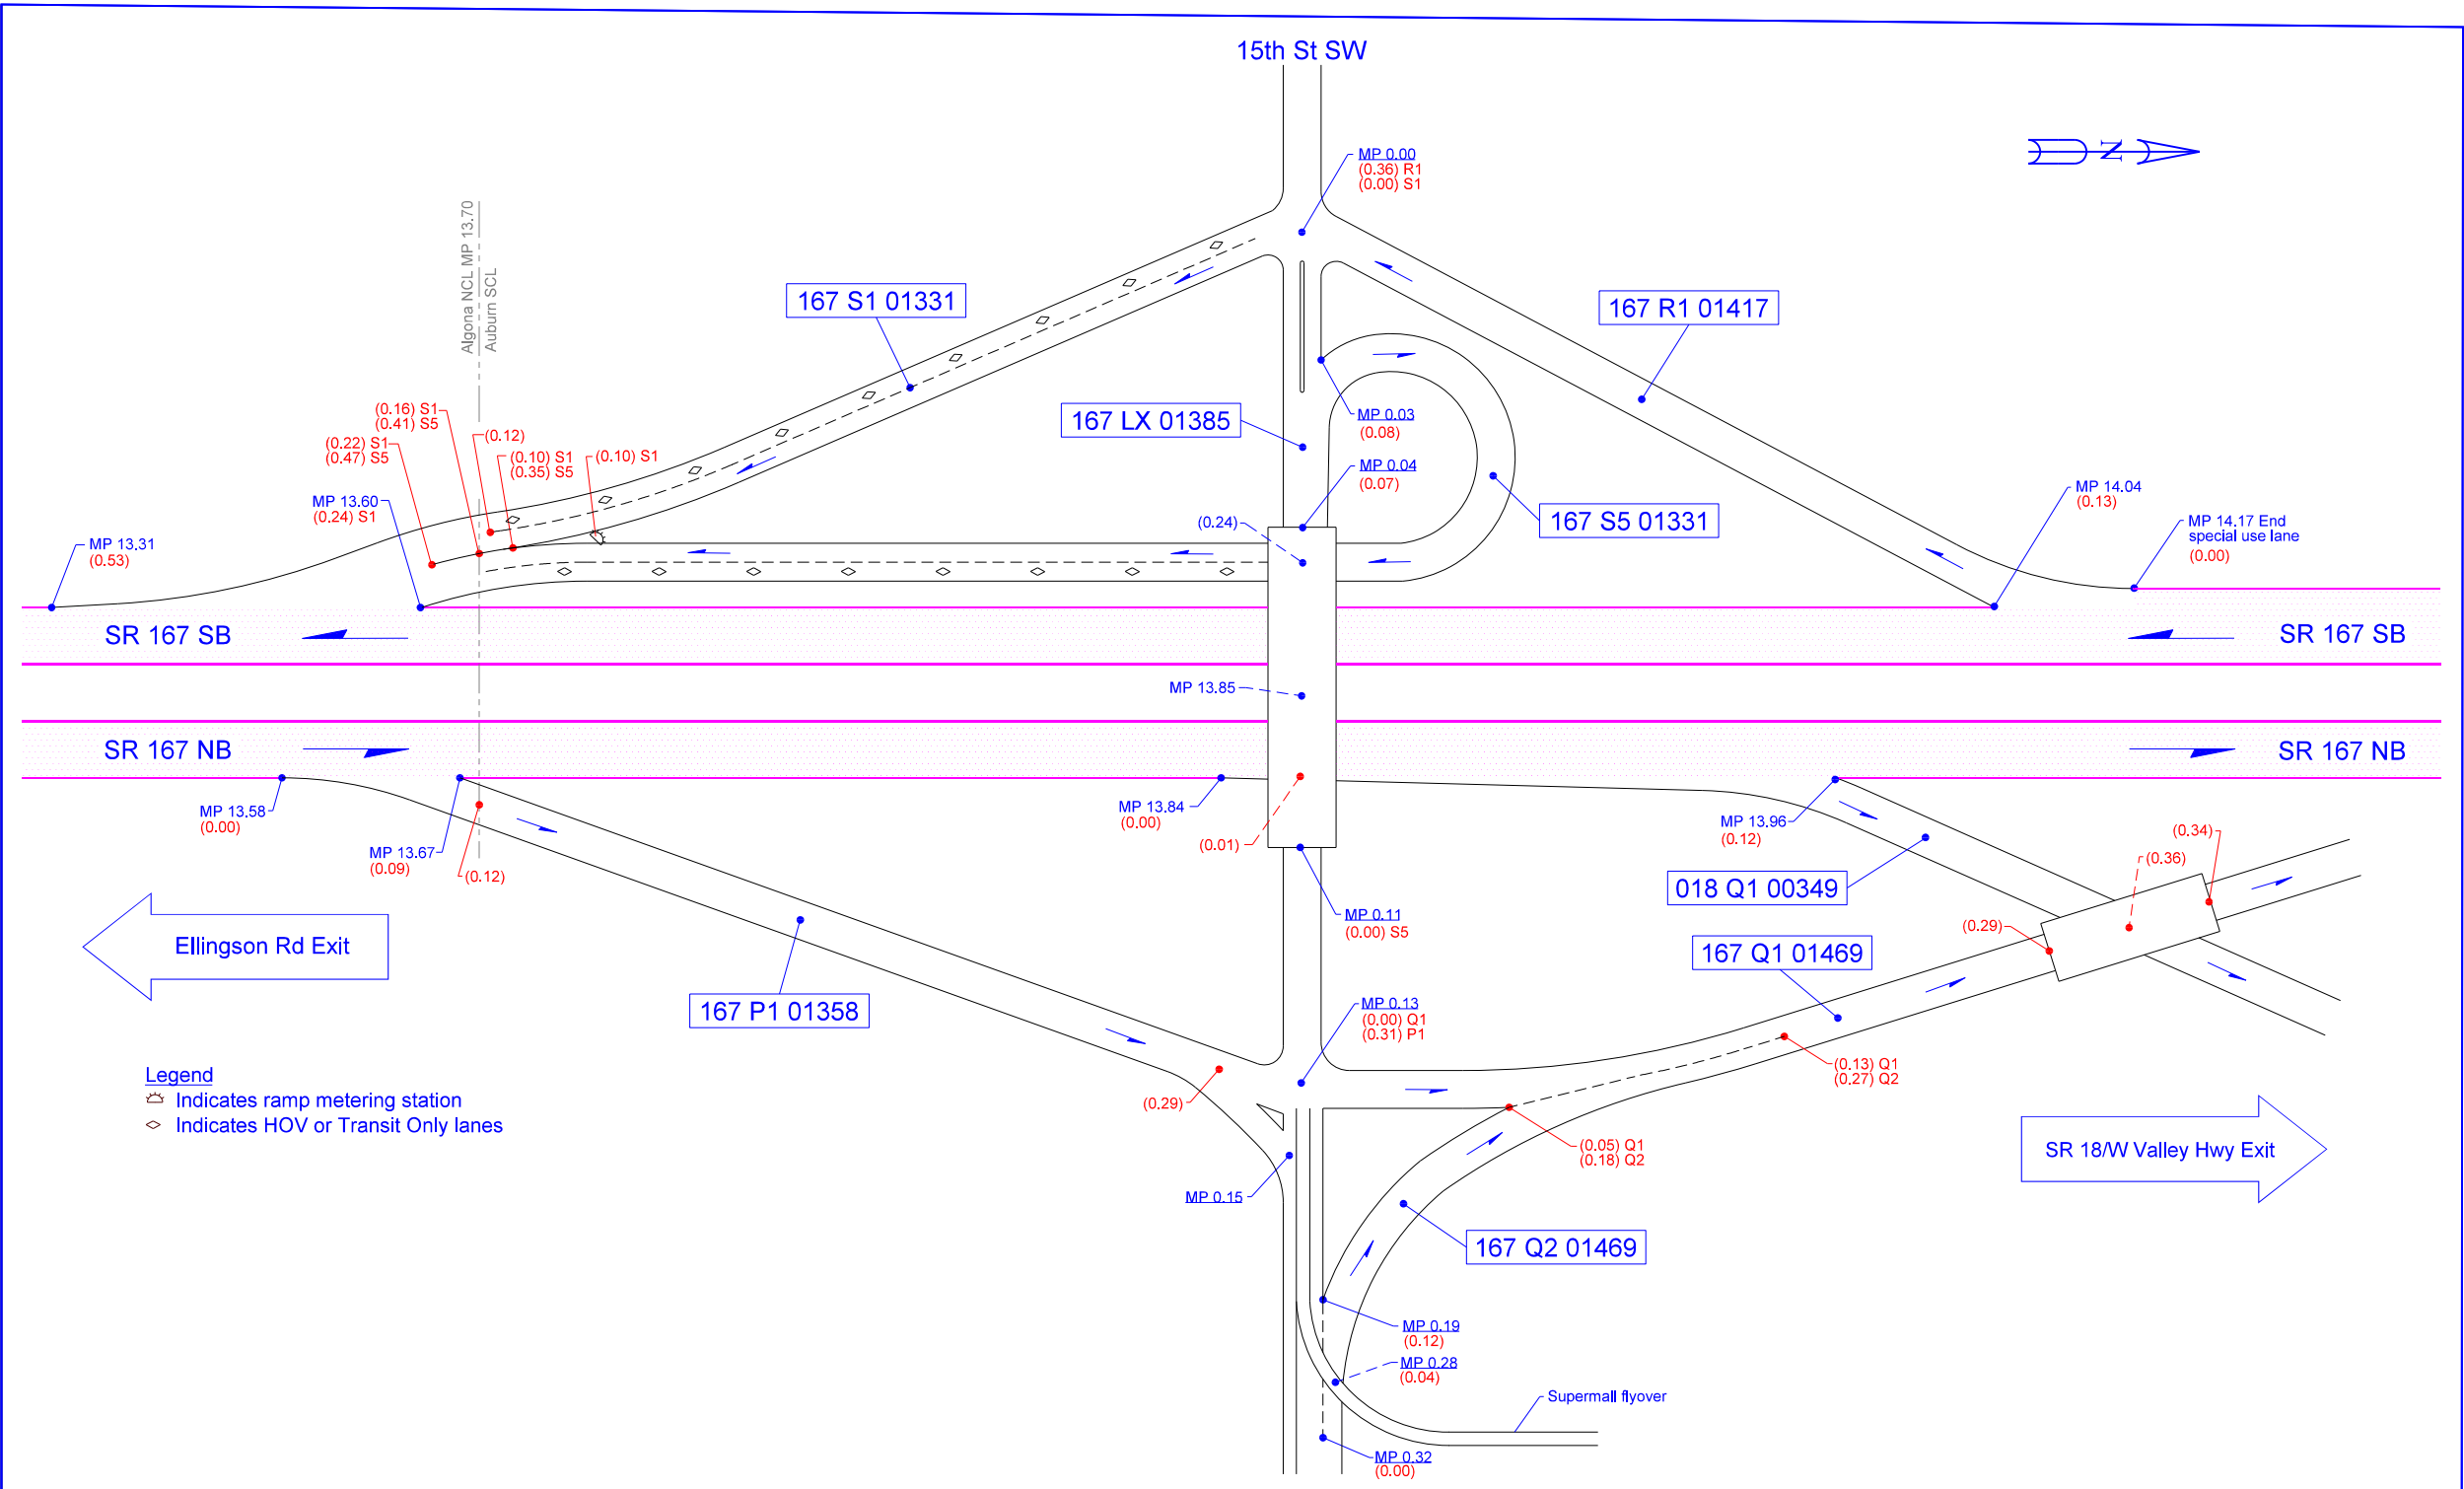 15th St SW
MP 0.00
(0.36) R1
(0.00) S1
N
Algona NCL MP 13.70
Auburn SCL
167 S1 01331
167 R1 01417
167 LX 01385
MP 0.03
(0.08)
MP 0.04
(0.07)
(0.16) S1
(0.41) S5
(0.22) S1
(0.47) S5
(0.12)
(0.10) S1
(0.35) S5
(0.10) S1
MP 13.60
(0.24) S1
MP 13.31
(0.53)
(0.24)
167 S5 01331
MP 14.04
(0.13)
MP 14.17 End
special use lane
(0.00)
SR 167 SB
SR 167 SB
MP 13.85
SR 167 NB
SR 167 NB
MP 13.58
(0.00)
MP 13.67
(0.09)
(0.12)
MP 13.84
(0.00)
(0.01)
MP 13.96
(0.12)
(0.34)
(0.36)
018 Q1 00349
MP 0.11
(0.00) S5
(0.29)
Ellingson Rd Exit
167 Q1 01469
167 P1 01358
MP 0.13
(0.00) Q1
(0.31) P1
(0.13) Q1
(0.27) Q2
Legend
Indicates ramp metering station
Indicates HOV or Transit Only lanes
(0.29)
(0.05) Q1
(0.18) Q2
SR 18/W Valley Hwy Exit
MP 0.15
167 Q2 01469
MP 0.19
(0.12)
MP 0.28
(0.04)
Supermall flyover
MP 0.32
(0.00)